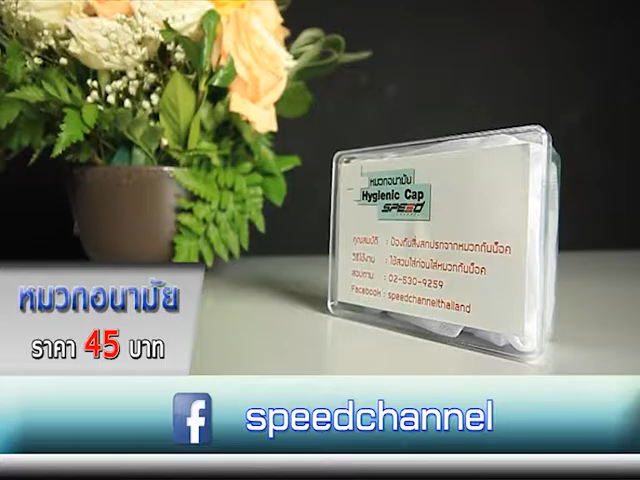 หมวกอนามัย
Hygienic Cap
SPEED
คุณสมบัติ : ป้องกันสิ่งสกปรกจากหมวกกันน็อค
วิธีใช้งาน : ใช้สวมใส่ก่อนใส่หมวกกันน็อค
สอบถาม : 02-530-9259
Facebook : speedchannelthailand
หมวกอนามัย
ราคา 45 บาท
f speedchannel